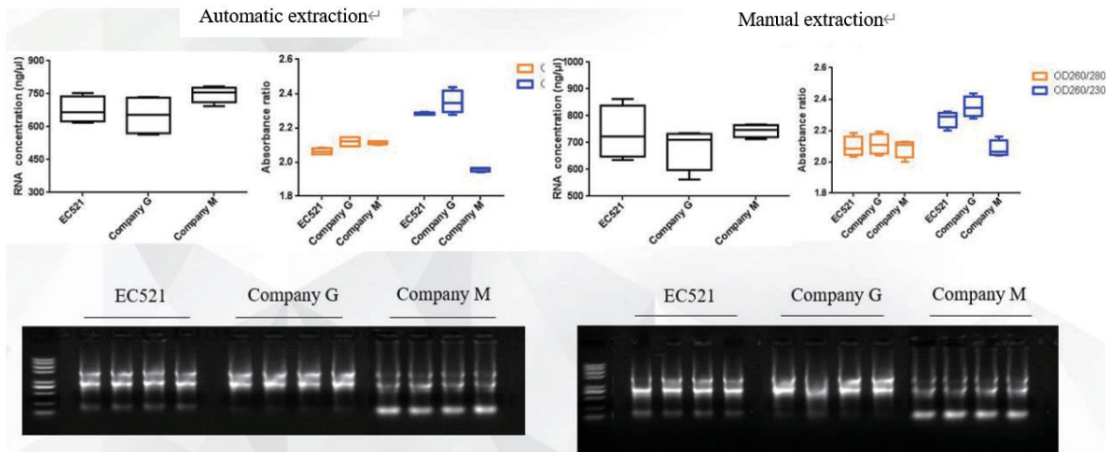 Automatic extraction↵
Manual extraction↵
RNA concentration (ng/μl)
900
750
600
450
300
EC521
Company G
Company M
Absorbance ratio
2.6
2.4
2.2
2.0
1.8
EC521
Company G
Company M
EC521
Company G
Company M
RNA concentration (ng/μl)
1000
900
800
700
600
500
EC521
Company G
Company M
Absorbance ratio
2.6
2.4
2.2
2.0
1.8
EC521
Company G
Company M
EC521
Company G
Company M
OD260/280
OD260/230
EC521
Company G
Company M
EC521
Company G
Company M